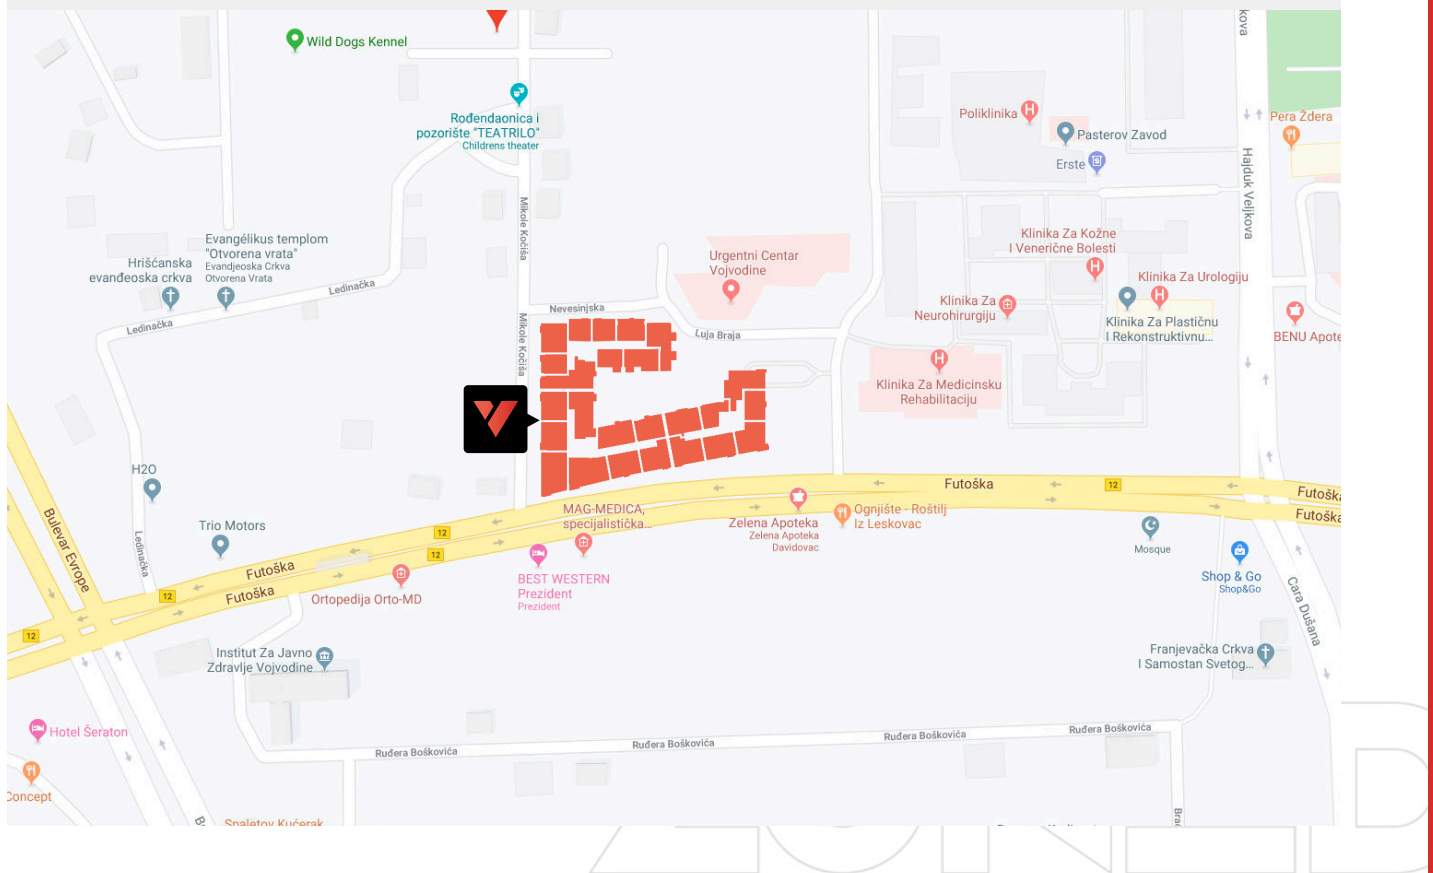 Wild Dogs Kennel
kova
Rođendaonica i
pozorište "TEATRILO"
Childrens theater
Poliklinika
Pasterov Zavod
Erste
Pera Ždera
Hajduk Veljkova
Mikole Kočiša
Evangélikus templom
"Otvorena vrata"
Evandjeoska Crkva
Otvorena Vrata
Hrišćanska
evanđeoska crkva
Ledinačka
Ledinačka
Nevesinjska
Urgentni Centar
Vojvodine
Klinika Za Kožne
I Venerične Bolesti
Klinika Za Urologiju
Klinika Za
Neurohirurgiju
Klinika Za Plastičnu
I Rekonstruktivnu...
BENU Apote
Mikole Kočiša
Luja Braja
Klinika Za Medicinsku
Rehabilitaciju
H2O
Bulevar Evrope
Trio Motors
Ledinačka
MAG-MEDICA,
specijalistička...
Zelena Apoteka
Zelena Apoteka
Davidovac
Ognjište - Roštilj
Iz Leskovac
Futoška
12
Futošk
Futoška
Mosque
Shop & Go
Shop&Go
Cara Dušana
12
12
Futoška
Futoška
12
12
BEST WESTERN
Prezident
Prezident
Ortopedija Orto-MD
Institut Za Javno
Zdravlje Vojvodine
Franjevačka Crkva
I Samostan Svetog...
Hotel Šeraton
Ruđera Boškovića
Ruđera Boškovića
Ruđera Boškovića
Ruđera Boškovića
Concept
Spaletov Kućerak
Brac